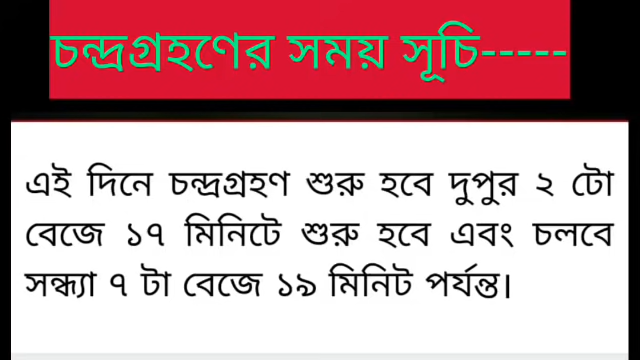 চন্দ্রগ্রহণের সময় সূচি-----
এই দিনে চন্দ্রগ্রহণ শুরু হবে দুপুর ২ টো
বেজে ১৭ মিনিটে শুরু হবে এবং চলবে
সন্ধ্যা ৭ টা বেজে ১৯ মিনিট পর্যন্ত।